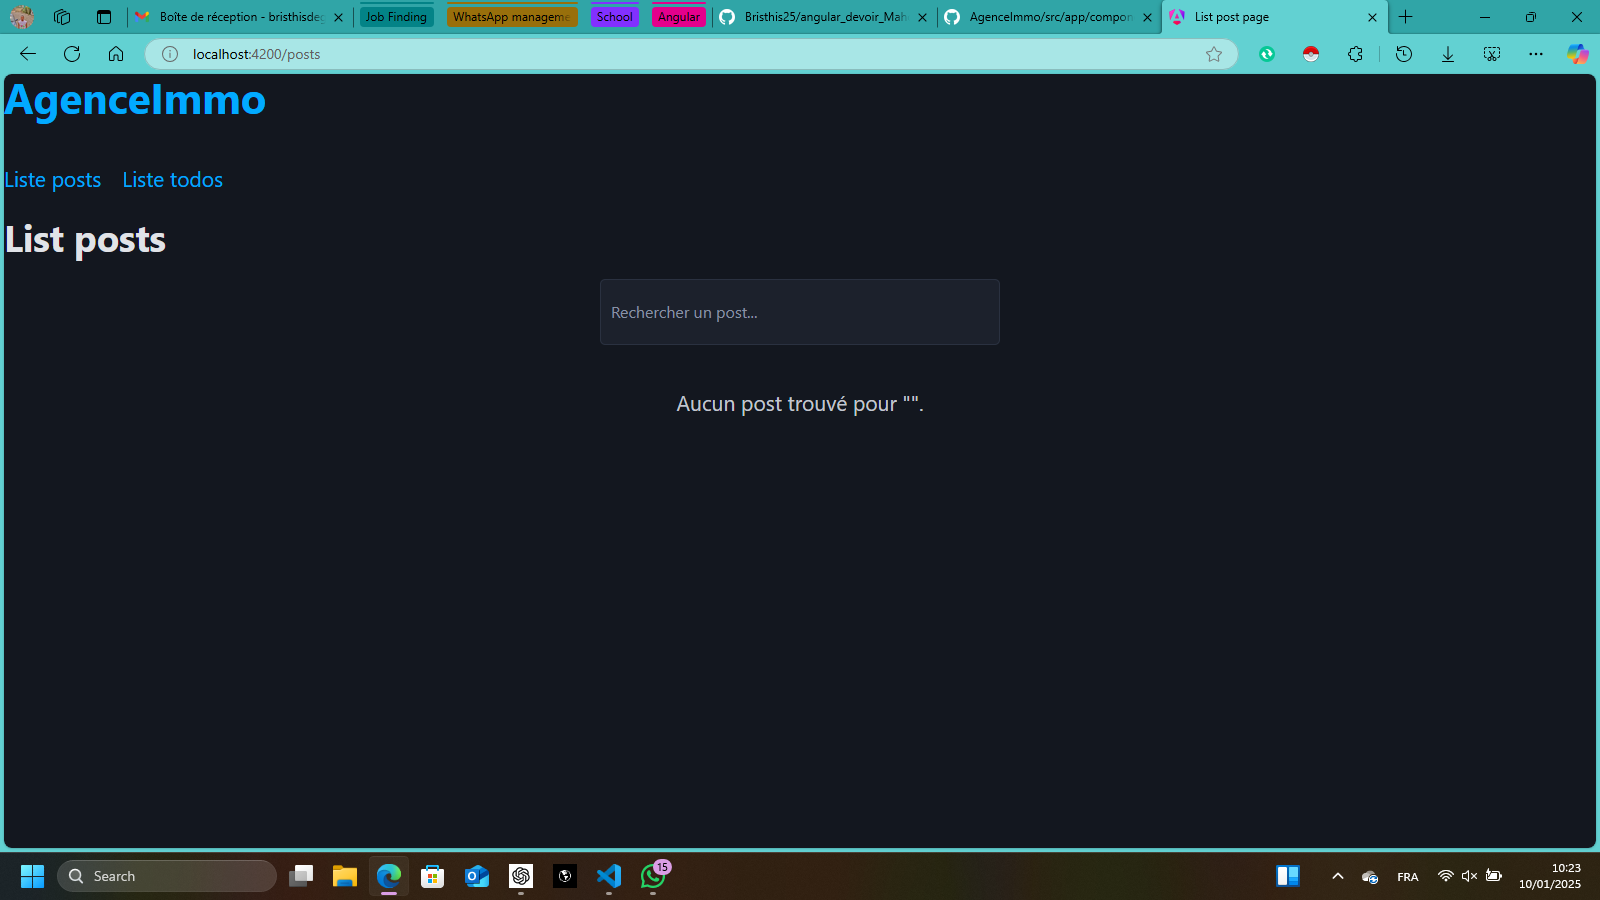 Boîte de réception - bristhisdeg
Job Finding
WhatsApp manageme
School
Angular
Bristhis25/angular_devoir_Mah
AgenceImmo/src/app/compon
List post page
localhost:4200/posts
AgenceImmo
Liste posts
Liste todos
List posts
Rechercher un post...
Aucun post trouvé pour "".
Search
15
FRA
10:23
10/01/2025